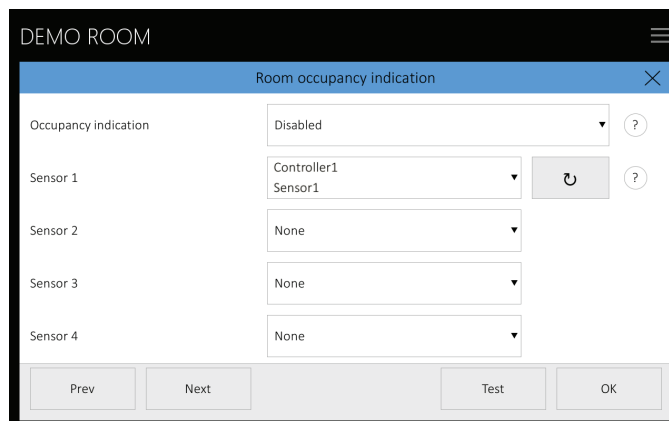 DEMO ROOM
Room occupancy indication
Occupancy indication Disabled ?
Sensor 1 Controller1 ?
Sensor1
Sensor 2 None
Sensor 3 None
Sensor 4 None
Prev Next Test OK